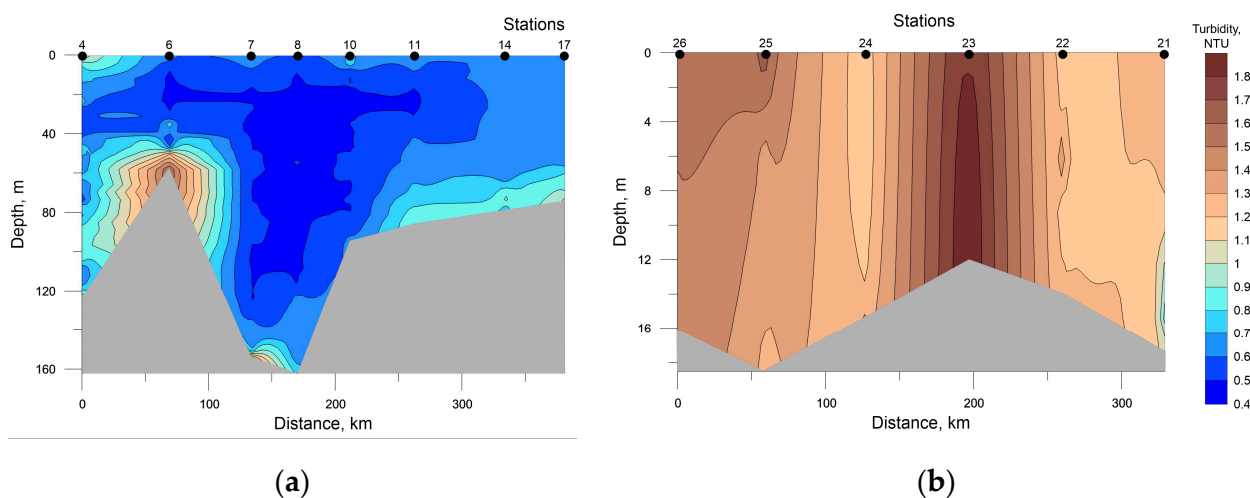 Stations
4 6 7 8 10 11 14 17
0
40
80
120
160
Depth, m
0 100 200 300
Distance, km
(a)
Stations
26 25 24 23 22 21
0
4
8
12
16
Depth, m
0 100 200 300
Distance, km
(b)
Turbidity,
NTU
1.8
1.7
1.6
1.5
1.4
1.3
1.2
1.1
1
0.9
0.8
0.7
0.6
0.5
0.4